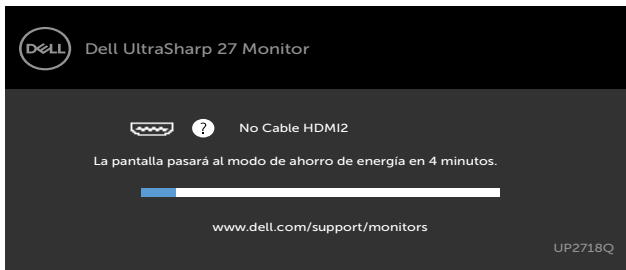 DELL Dell UltraSharp 27 Monitor
? No Cable HDMI2
La pantalla pasará al modo de ahorro de energía en 4 minutos.
www.dell.com/support/monitors
UP2718Q